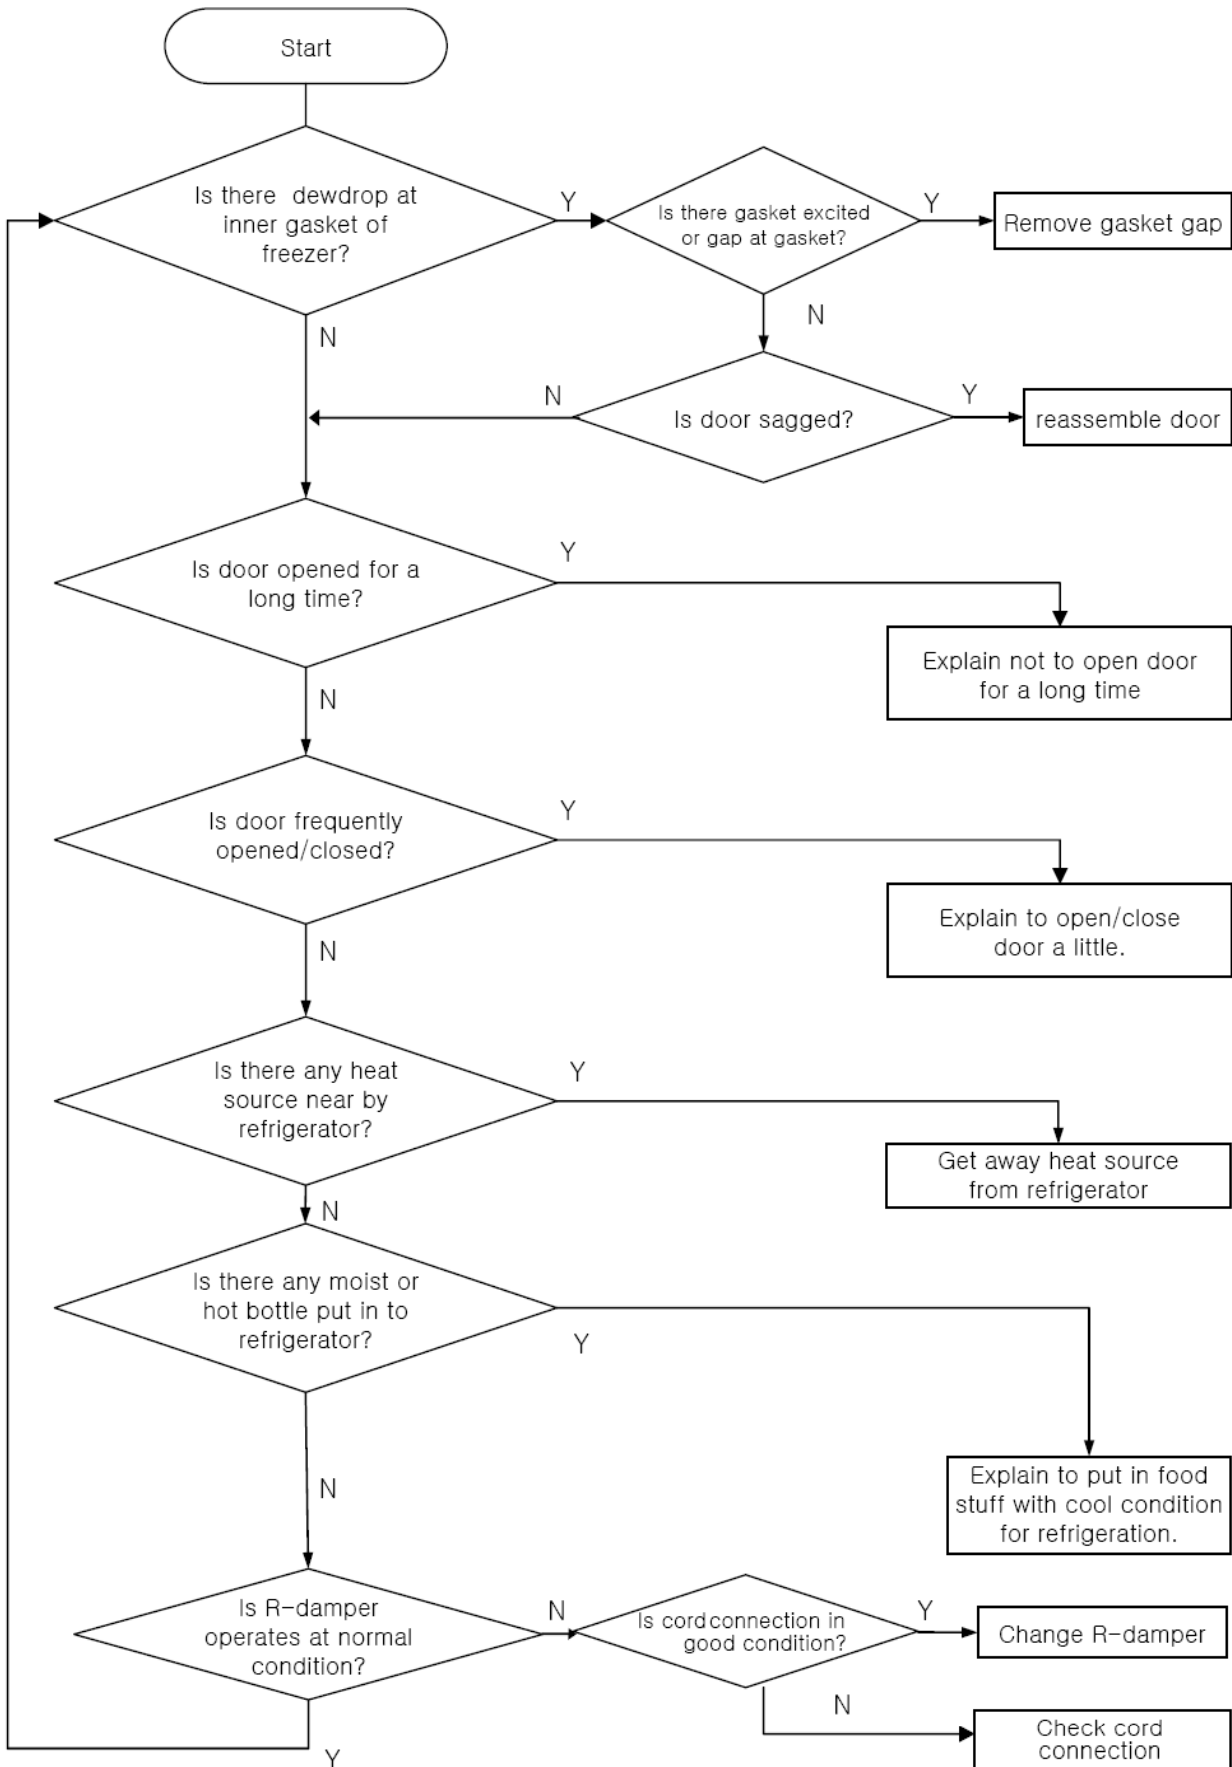 Start
Is there dewdrop at
inner gasket of
freezer?
Y
Is there gasket excited
or gap at gasket?
Y
Remove gasket gap
N
N
N
Is door sagged?
Y
reassemble door
Is door opened for a
long time?
Y
Explain not to open door
for a long time
N
Is door frequently
opened/closed?
Y
Explain to open/close
door a little.
N
Is there any heat
source near by
refrigerator?
Y
Get away heat source
from refrigerator
N
Is there any moist or
hot bottle put in to
refrigerator?
Y
Explain to put in food
stuff with cool condition
for refrigeration.
N
Is R-damper
operates at normal
condition?
N
Is cord connection in
good condition?
Y
Change R-damper
N
Check cord
connection
Y